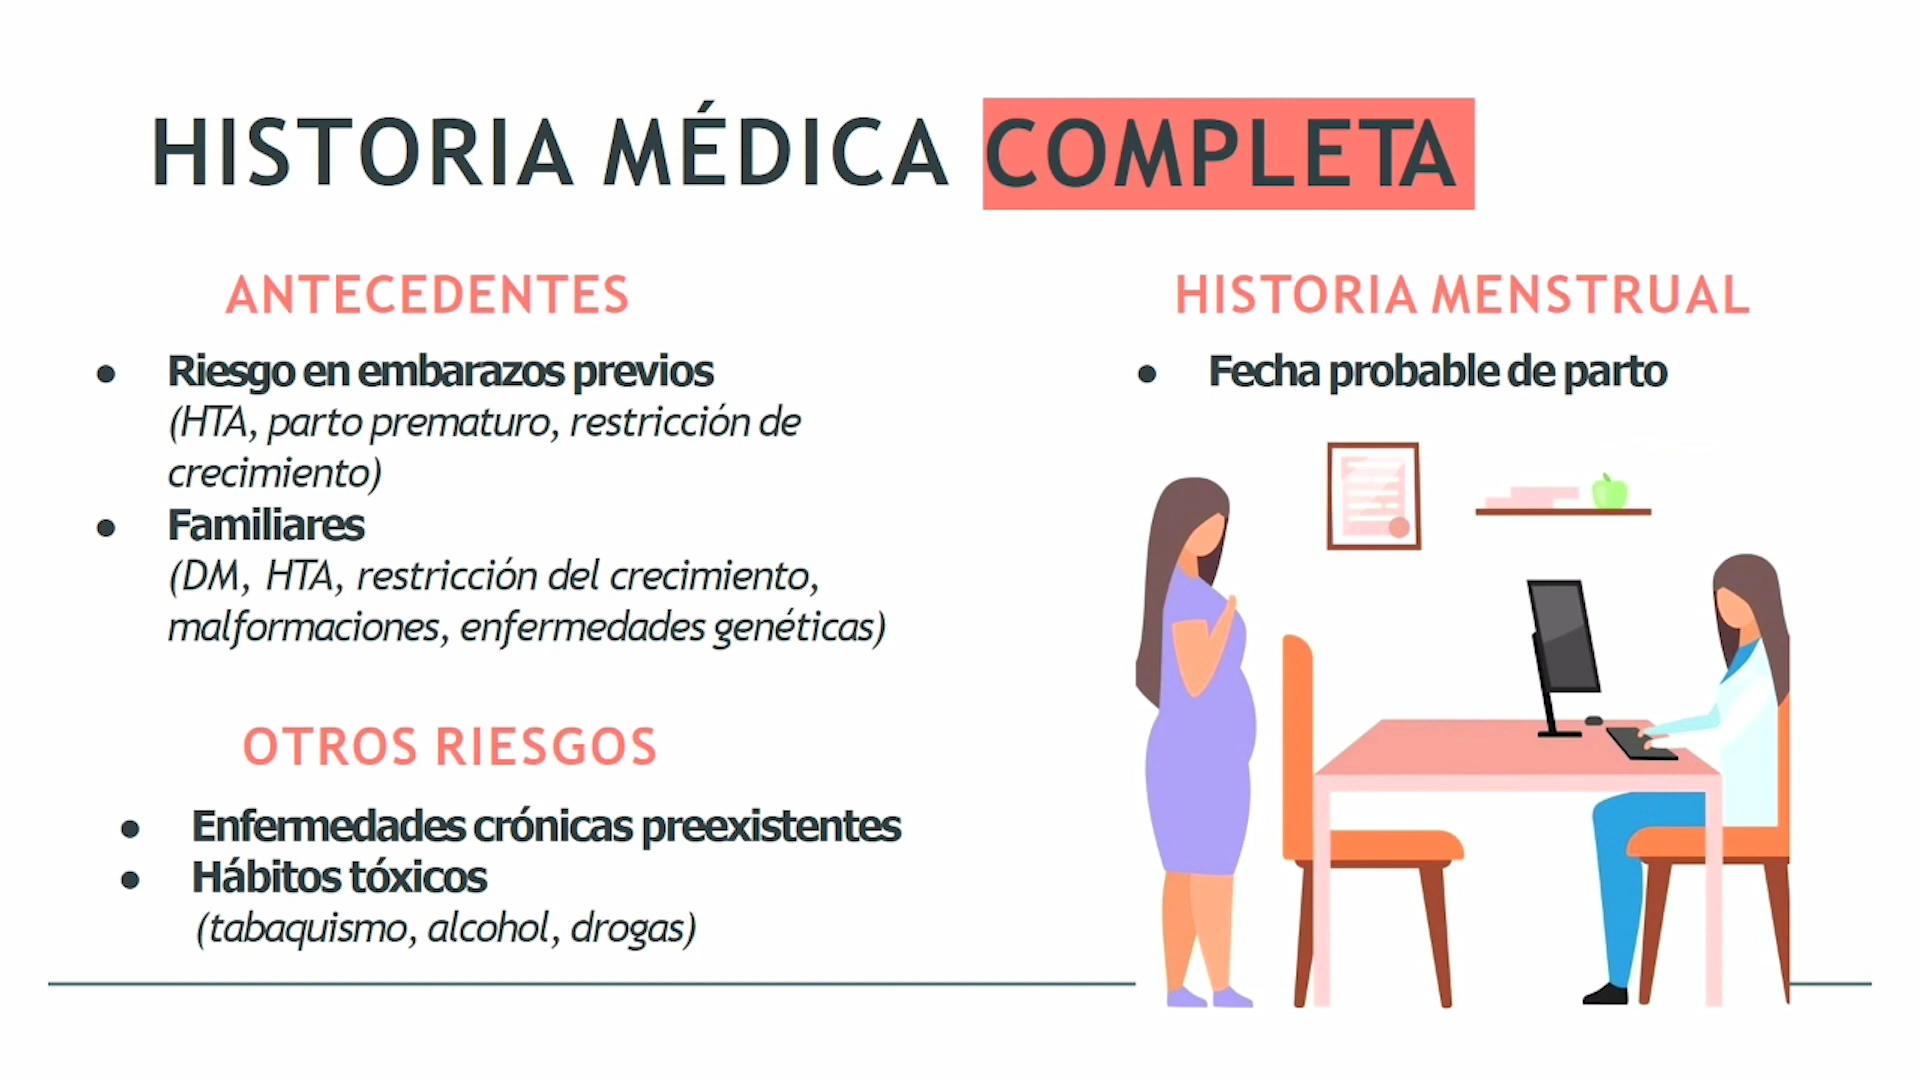 HISTORIA MÉDICA COMPLETA
ANTECEDENTES
● Riesgo en embarazos previos
(HTA, parto prematuro, restricción de
crecimiento)
● Familiares
(DM, HTA, restricción del crecimiento,
malformaciones, enfermedades genéticas)
OTROS RIESGOS
● Enfermedades crónicas preexistentes
● Hábitos tóxicos
(tabaquismo, alcohol, drogas)
HISTORIA MENSTRUAL
● Fecha probable de parto